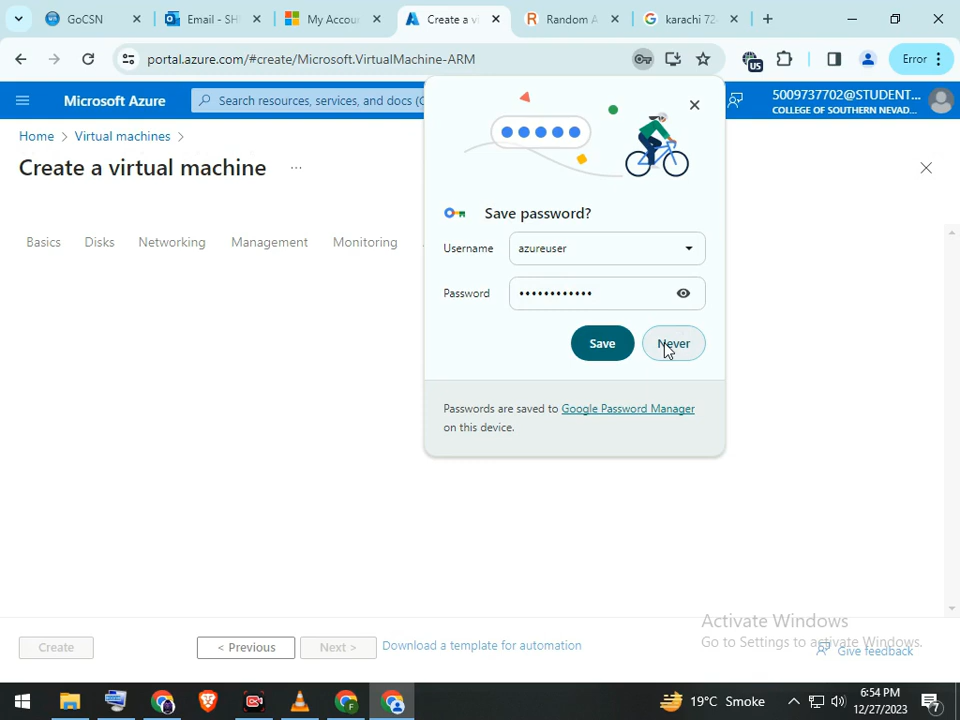 GoCSN
Email - SH
My Accou
Create a vi
Random A
karachi 72
portal.azure.com/#create/Microsoft.VirtualMachine-ARM
US
Error
Microsoft Azure
Search resources, services, and docs (G
5009737702@STUDENT...
COLLEGE OF SOUTHERN NEVAD...
Home > Virtual machines >
Create a virtual machine ...
Basics Disks Networking Management Monitoring
Save password?
Username azureuser
Password ••••••••••••
Save Never
Passwords are saved to Google Password Manager
on this device.
Activate Windows
Go to Settings to activate Windows.
Create < Previous Next > Download a template for automation Give feedback
19°C Smoke
6:54 PM
12/27/2023
7